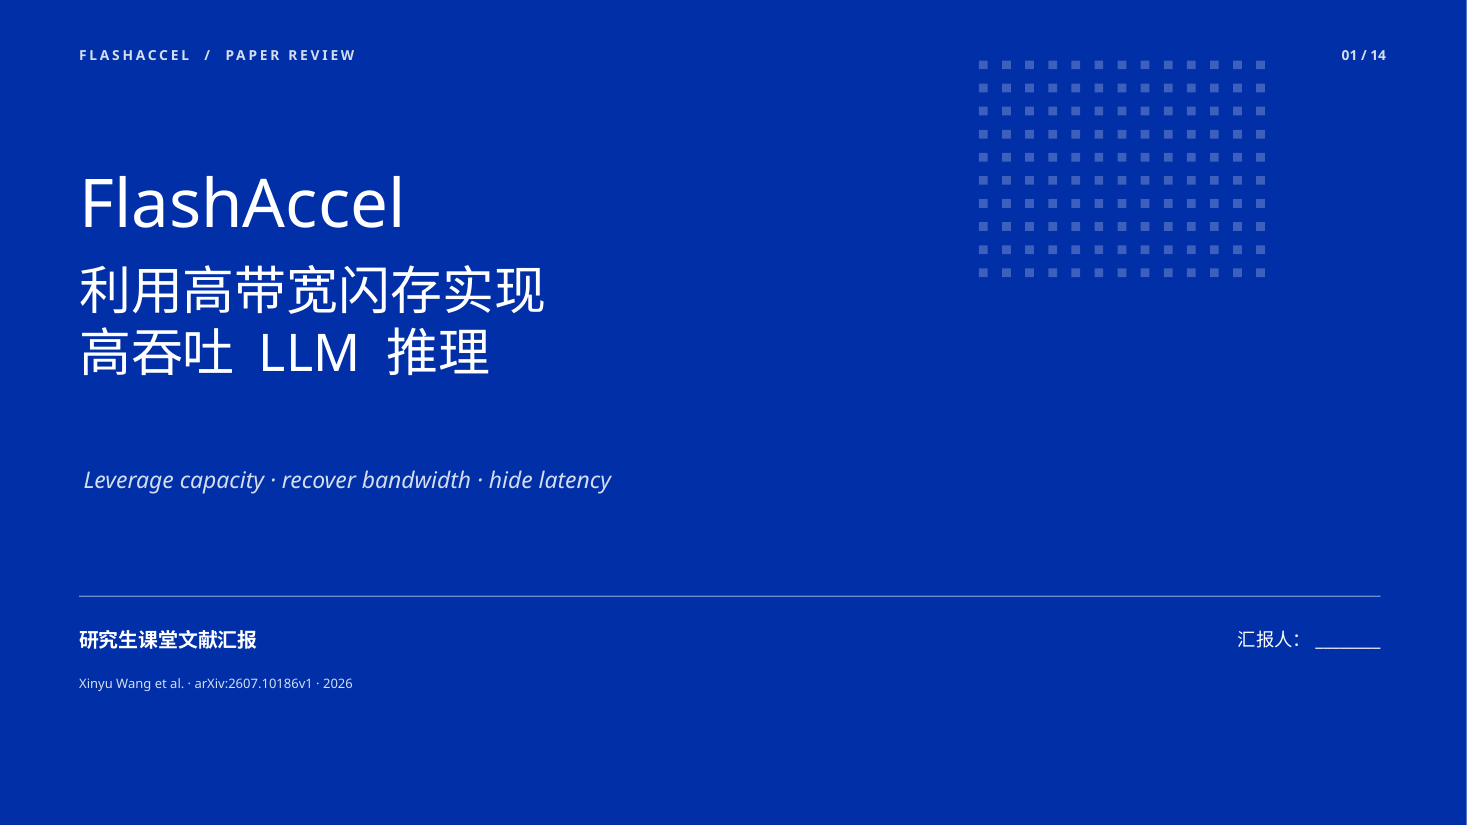 FLASHACCEL / PAPER REVIEW
01 / 14
FlashAccel
利用高带宽闪存实现
高吞吐 LLM 推理
Leverage capacity · recover bandwidth · hide latency
研究生课堂文献汇报
汇报人： _______
Xinyu Wang et al. · arXiv:2607.10186v1 · 2026